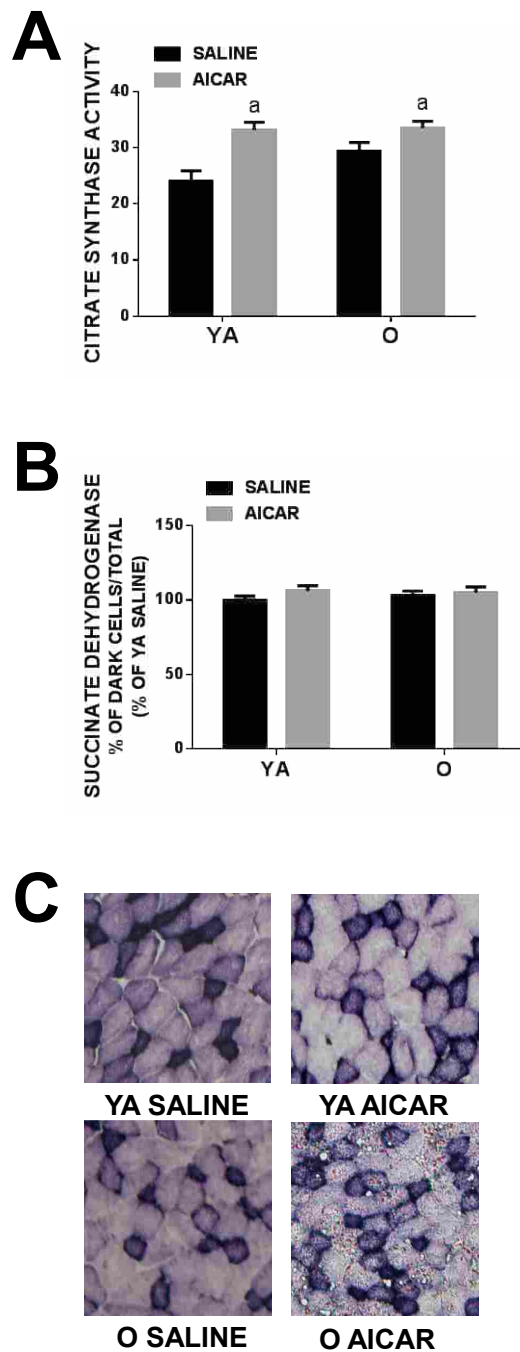 A
SALINE
AICAR
CITRATE SYNTHASE ACTIVITY
40
a
a
30
20
10
0
YA
O
B
SALINE
AICAR
SUCCINATE DEHYDROGENASE
% OF DARK CELLS/TOTAL
(% OF YA SALINE)
150
100
50
0
YA
O
C
YA SALINE
YA AICAR
O SALINE
O AICAR